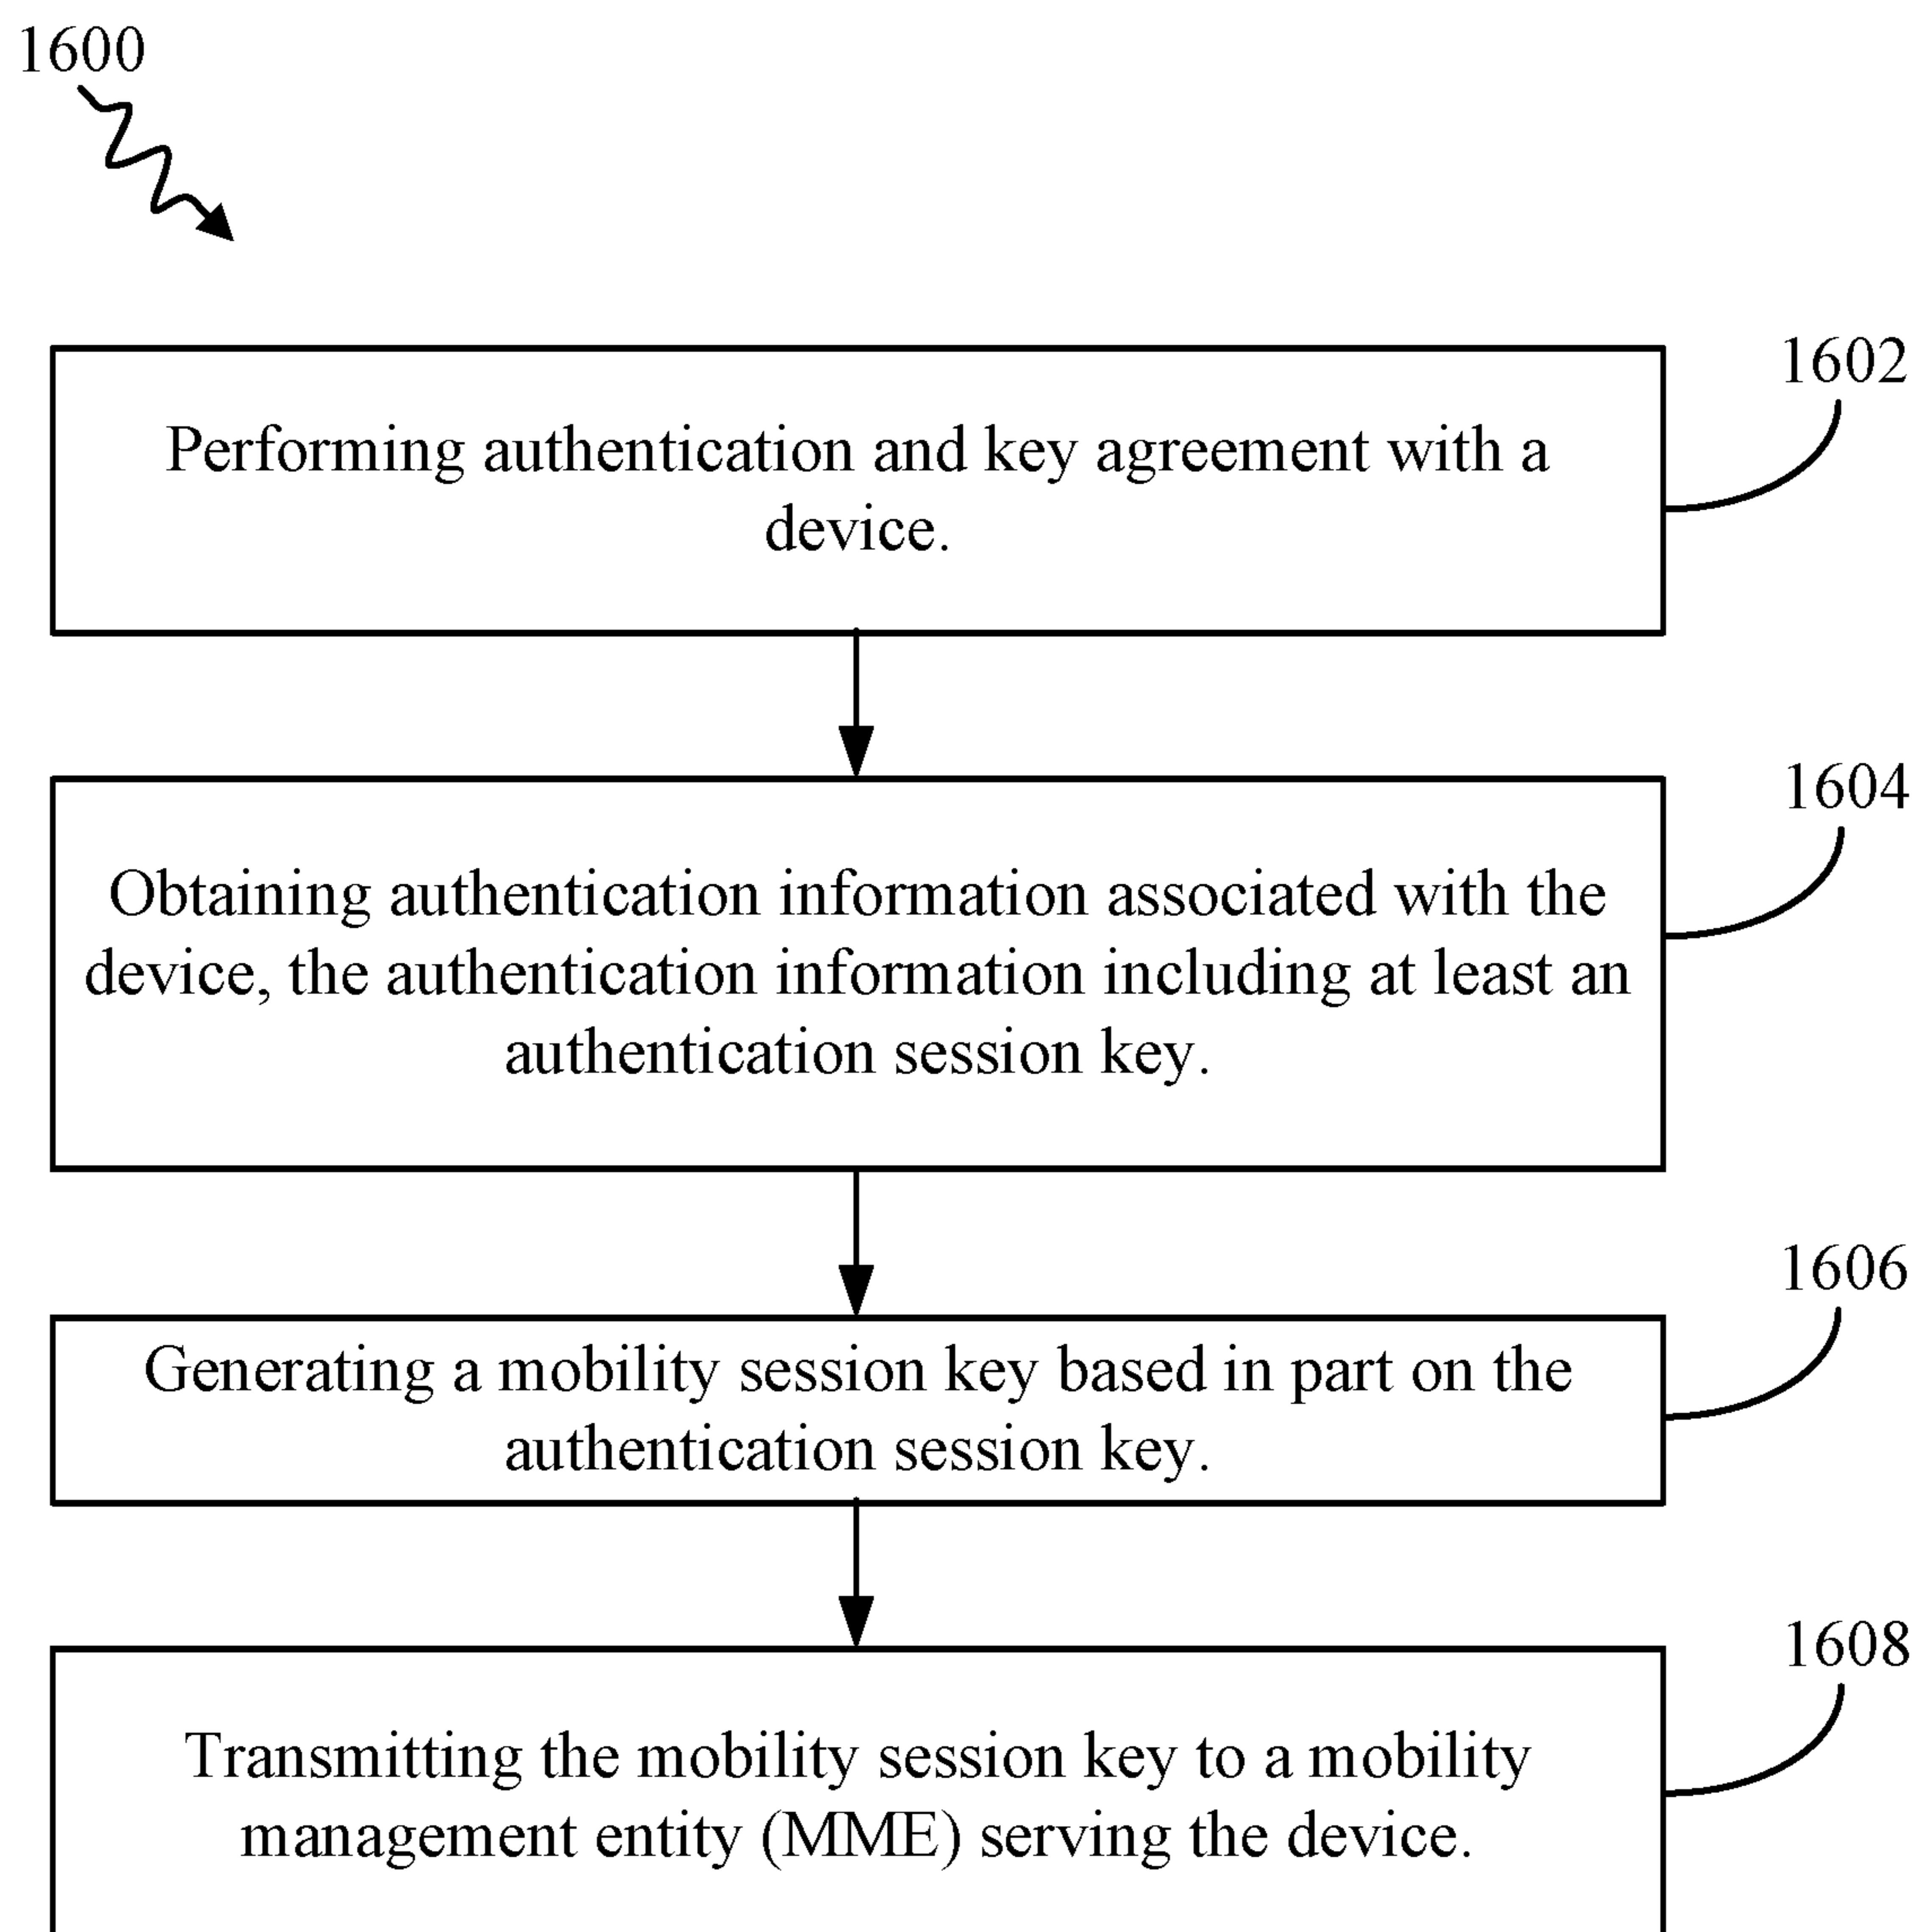 1600
1602
Performing authentication and key agreement with a
device.
1604
Obtaining authentication information associated with the
device, the authentication information including at least an
authentication session key.
1606
Generating a mobility session key based in part on the
authentication session key.
1608
Transmitting the mobility session key to a mobility
management entity (MME) serving the device.